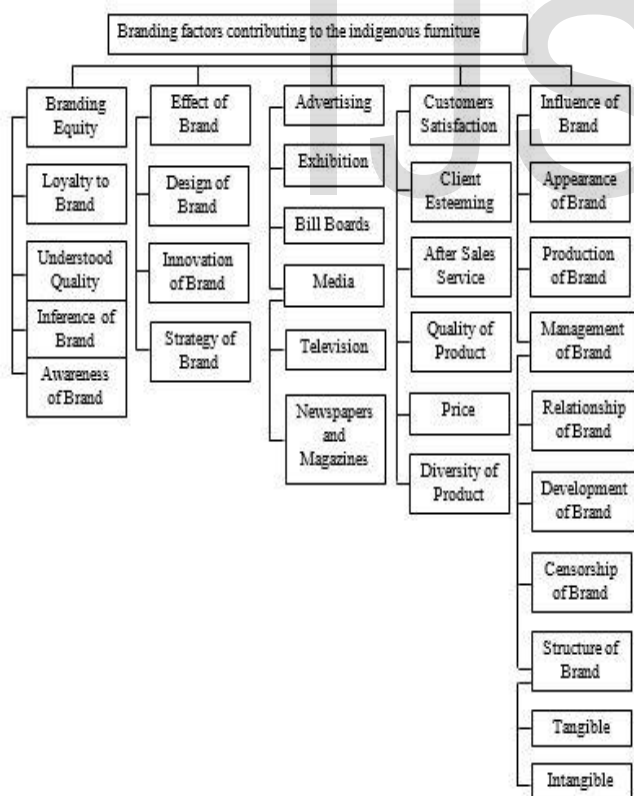 Branding factors contributing to the indigenous furniture
Branding
Equity
Loyalty to
Brand
Understood
Quality
Inference of
Brand
Awareness
of Brand
Effect of
Brand
Design of
Brand
Innovation
of Brand
Strategy of
Brand
Advertising
Exhibition
Bill Boards
Media
Television
Newspapers
and
Magazines
Customers
Satisfaction
Client
Esteeming
After Sales
Service
Quality of
Product
Price
Diversity of
Product
Influence of
Brand
Appearance
of Brand
Production
of Brand
Management
of Brand
Relationship
of Brand
Development
of Brand
Censorship
of Brand
Structure of
Brand
Tangible
Intangible
IJS